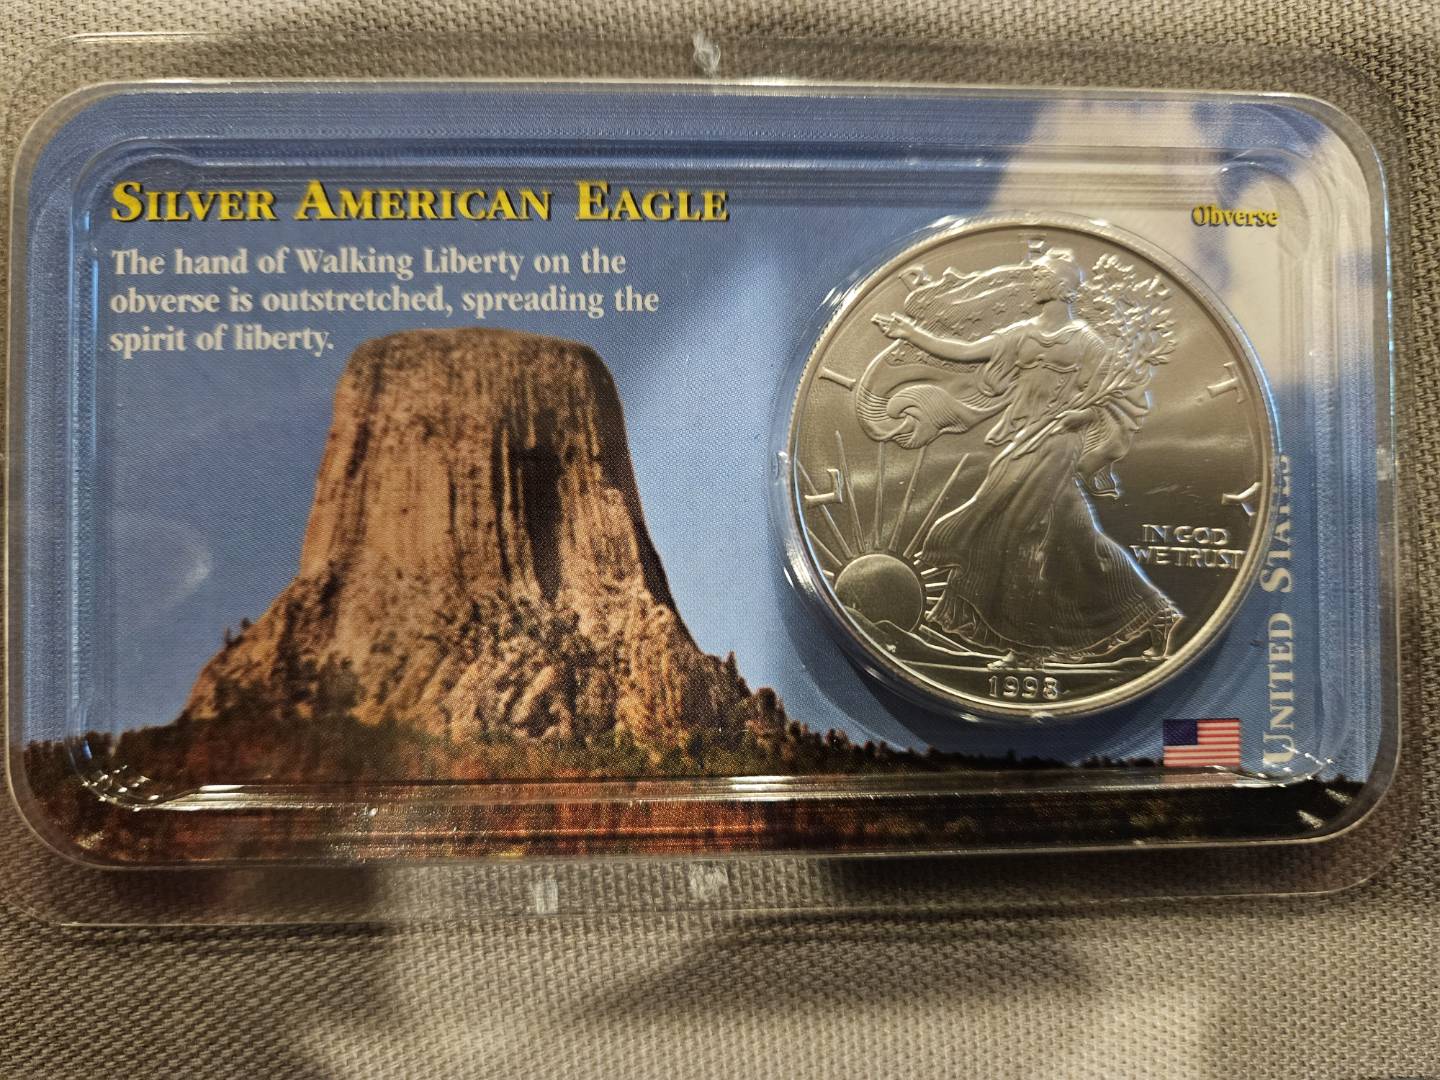 SILVER AMERICAN EAGLE
The hand of Walking Liberty on the
obverse is outstretched, spreading the
spirit of liberty.
Obverse
LIBERTY
IN GOD
WE TRUST
1998
UNITED STATES